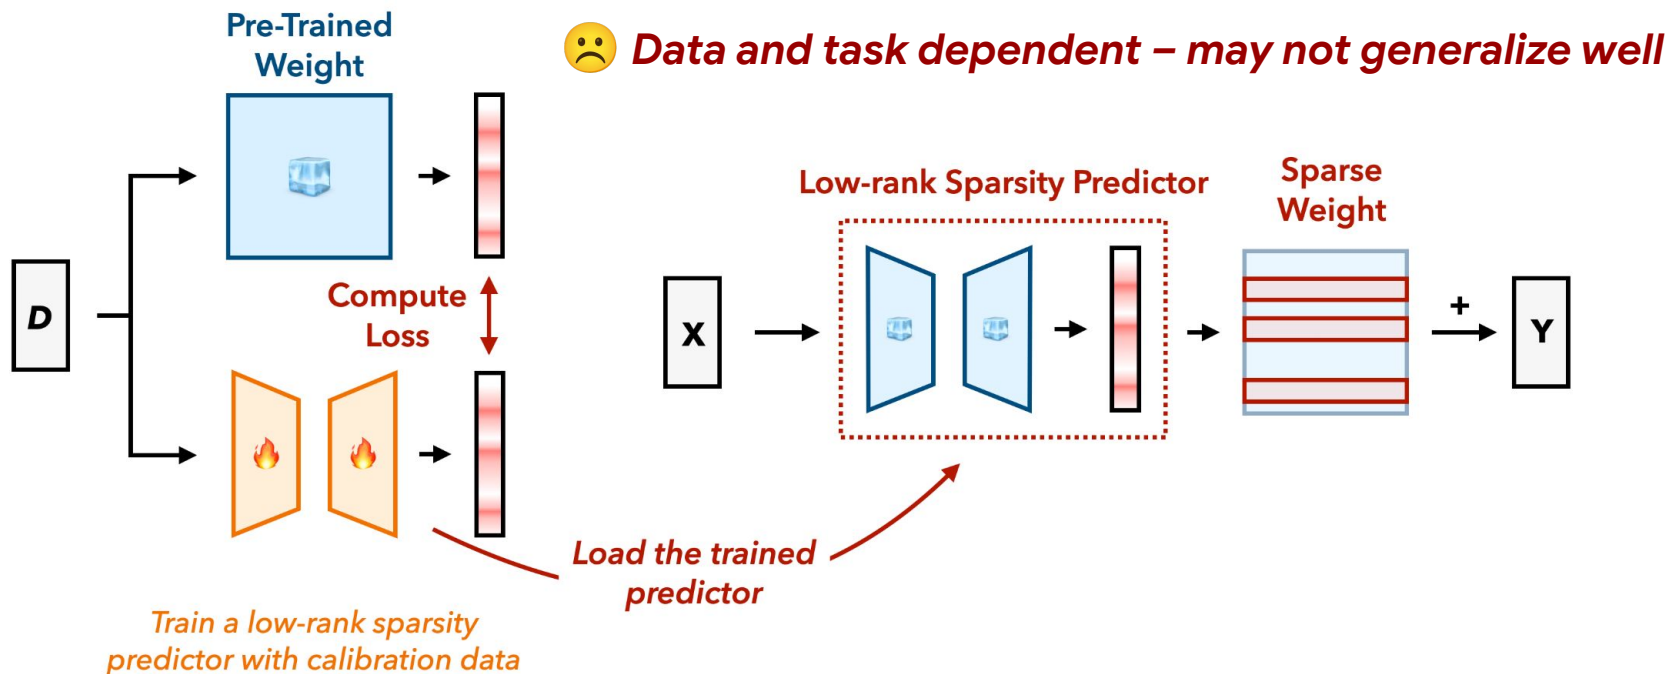 Pre-Trained
Weight
Data and task dependent – may not generalize well
D
Compute
Loss
Train a low-rank sparsity
predictor with calibration data
Load the trained
predictor
X
Low-rank Sparsity Predictor
Sparse
Weight
+
Y